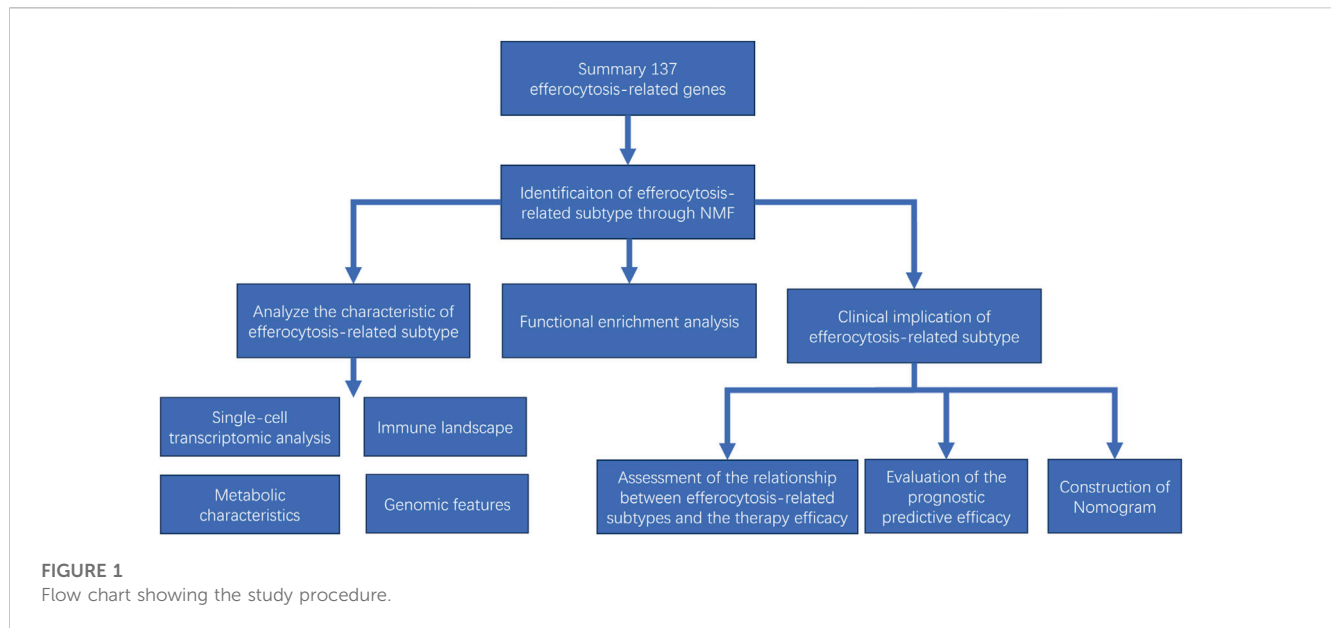 Summary 137
efferocytosis-related genes
Identificaiton of efferocytosis-
related subtype through NMF
Analyze the characteristic of
efferocytosis-related subtype
Functional enrichment analysis
Clinical implication of
efferocytosis-related subtype
Single-cell
transcriptomic analysis
Immune landscape
Metabolic
characteristics
Genomic features
Assessment of the relationship
between efferocytosis-related
subtypes and the therapy efficacy
Evaluation of the
prognostic
predictive efficacy
Construction of
Nomogram
FIGURE 1
Flow chart showing the study procedure.